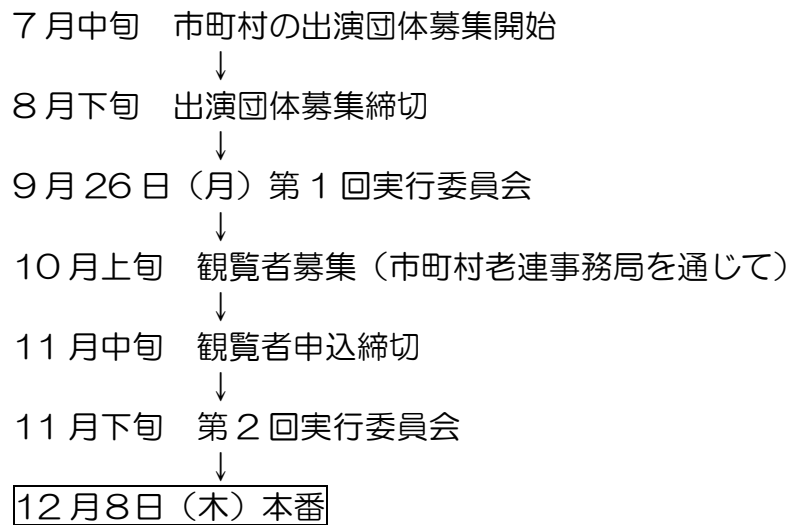 ７月中旬　市町村の出演団体募集開始
↓
８月下旬　出演団体募集締切
↓
９月26日（月）第１回実行委員会
↓
10月上旬　観覧者募集（市町村老連事務局を通じて）
↓
11月中旬　観覧者申込締切
↓
11月下旬　第２回実行委員会
↓
12月８日（木）本番